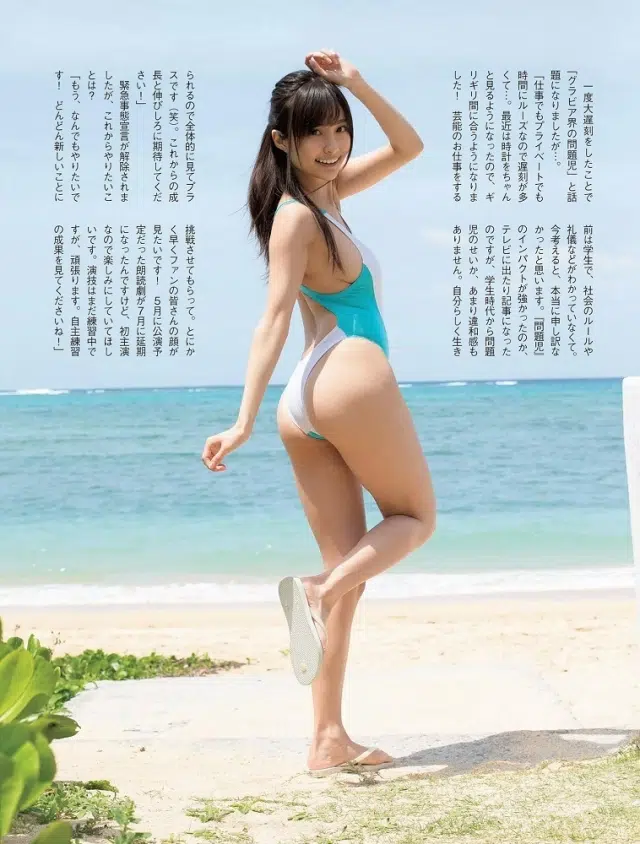 一度大遅刻をしたことで
『グラビア界の問題児』と話
題になりましたが…。
「仕事でもプライベートでも
時間にルーズなので遅刻が多
くて…。最近は時計をちゃん
と見るようになったので、ギ
リギリ間に合うようになりま
した！ 芸能のお仕事をする
前は学生で、社会のルールや
礼儀などがわかっていなくて。
今考えると、本当に申し訳な
かったと思います。『問題児』
のインパクトが強かったのか、
テレビに出たり記事になった
のですが、学生時代から問題
児のせいか、あまり違和感も
ありません。自分らしく生き
られるので全体的に見てプラ
スです（笑）。これからの成
長と伸びしろに期待してくだ
さい！」
緊急事態宣言が解除されま
したが、これからやりたいこ
とは？
「もう、なんでもやりたいで
す！ どんどん新しいことに
挑戦させてもらって。とにか
く早くファンの皆さんの顔が
見たいです！ 5月に公演予
定だった朗読劇が7月に延期
になったんですけど、初主演
なので楽しみにしていてほし
いです。演技はまだ練習中で
すが、頑張ります。自主練習
の成果を見てくださいね！」